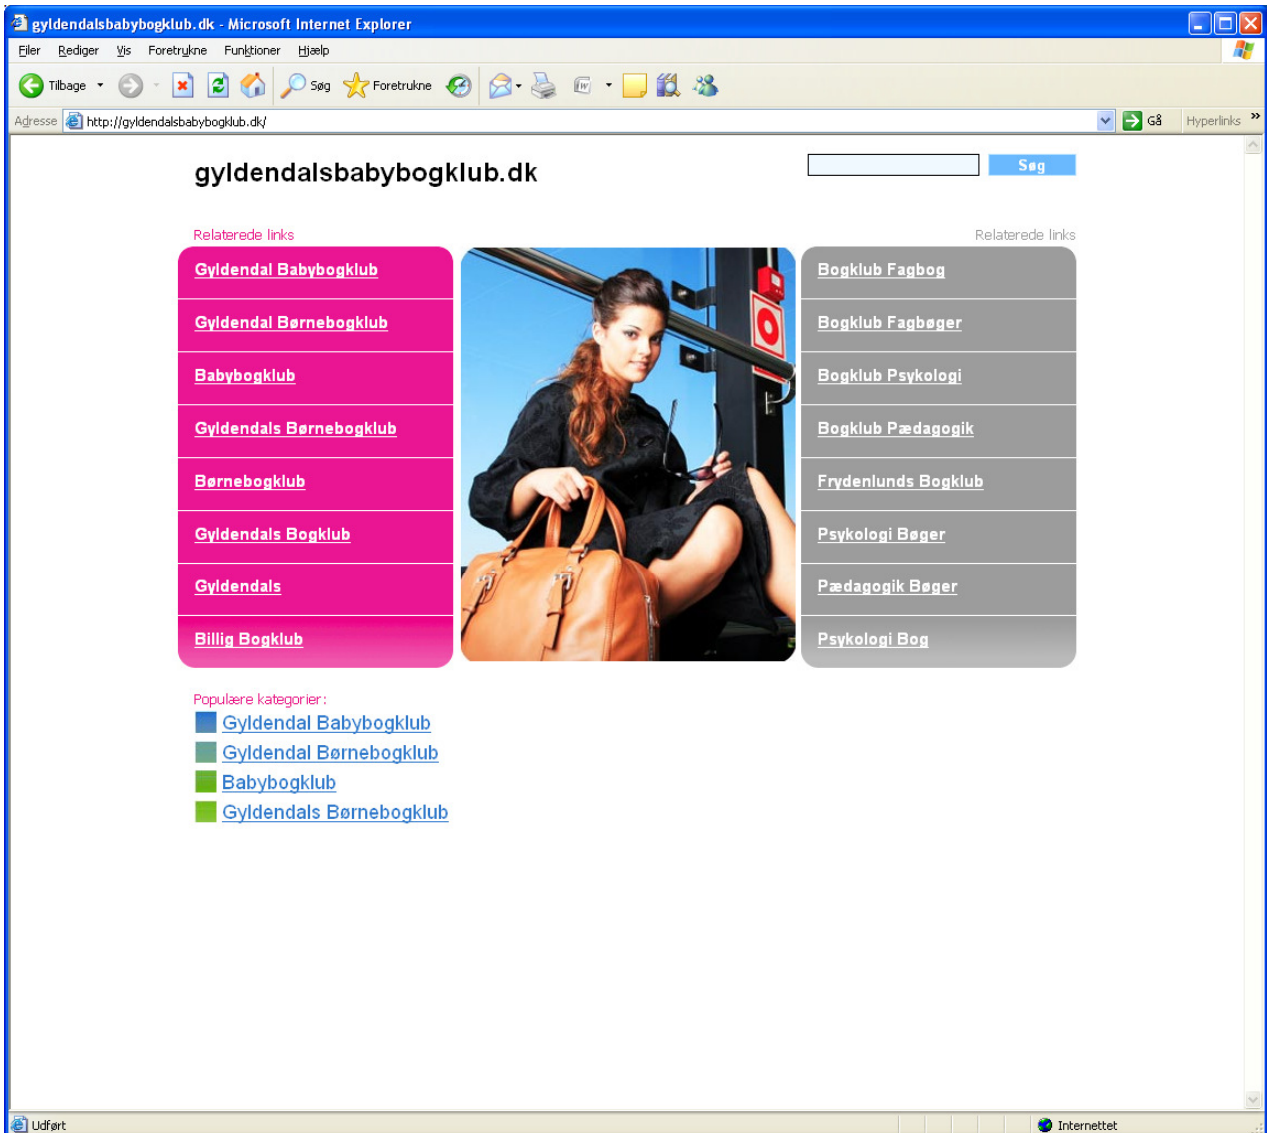 gyldendalsbabybogklub.dk - Microsoft Internet Explorer
Filer Rediger Vis Foretrukne Funktioner Hjælp
Tilbage Søg Foretrukne
Adresse http://gyldendalsbabybogklub.dk/ Gå Hyperlinks »
gyldendalsbabybogklub.dk
Søg
Relaterede links
Gyldendal Babybogklub
Gyldendal Børnebogklub
Babybogklub
Gyldendals Børnebogklub
Børnebogklub
Gyldendals Bogklub
Gyldendals
Billig Bogklub
Relaterede links
Bogklub Fagbog
Bogklub Fagbøger
Bogklub Psykologi
Bogklub Pædagogik
Frydenlunds Bogklub
Psykologi Bøger
Pædagogik Bøger
Psykologi Bog
Populære kategorier:
Gyldendal Babybogklub
Gyldendal Børnebogklub
Babybogklub
Gyldendals Børnebogklub
Udført Internettet